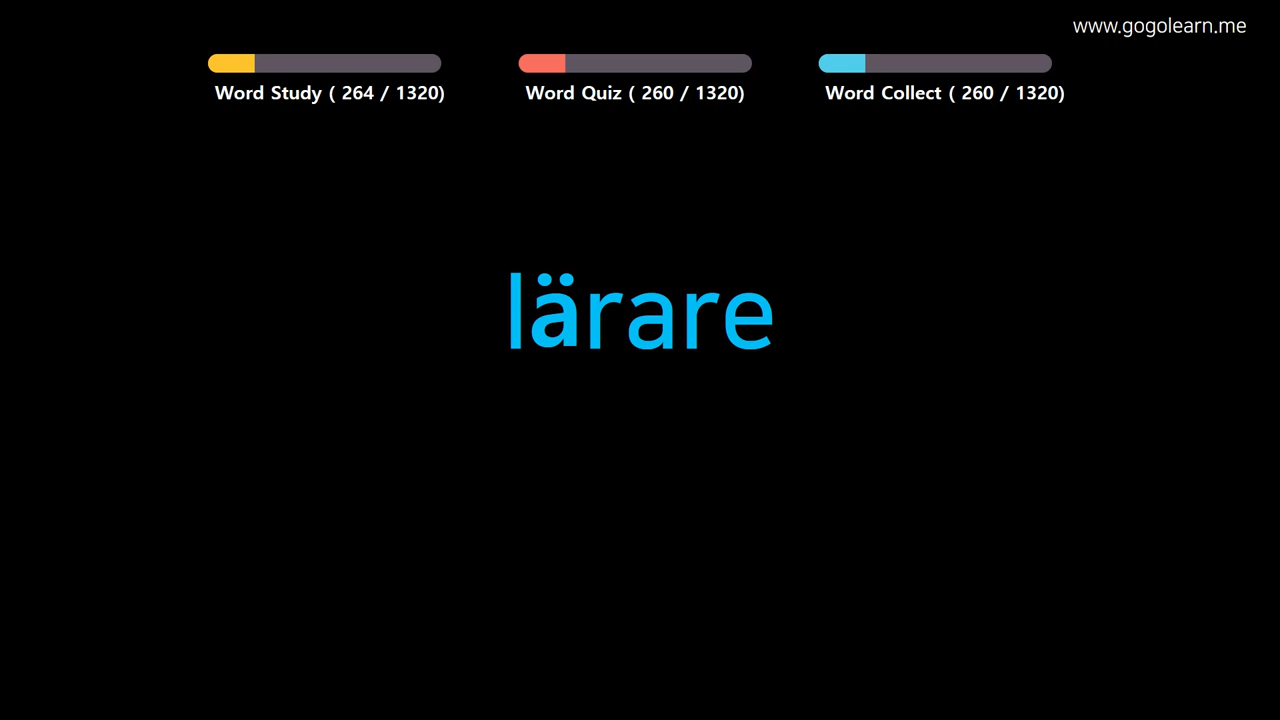 www.gogolearn.me
Word Study ( 264 / 1320)
Word Quiz ( 260 / 1320)
Word Collect ( 260 / 1320)
lärare